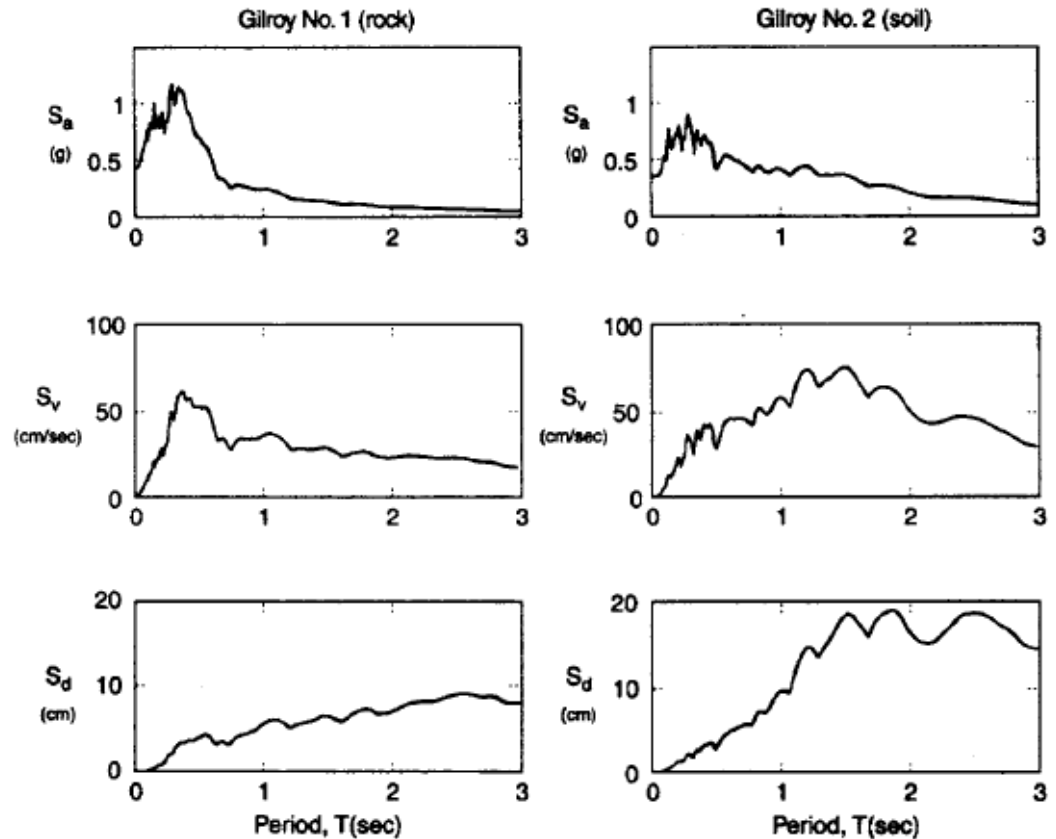 Gilroy No. 1 (rock)
Gilroy No. 2 (soil)
Sa
(g)
1
0.5
0
0 1 2 3
Sa
(g)
1
0.5
0
0 1 2 3
Sv
(cm/sec)
100
50
0
0 1 2 3
Sv
(cm/sec)
100
50
0
0 1 2 3
Sd
(cm)
20
10
0
0 1 2 3
Period, T(sec)
Sd
(cm)
20
10
0
0 1 2 3
Period, T(sec)